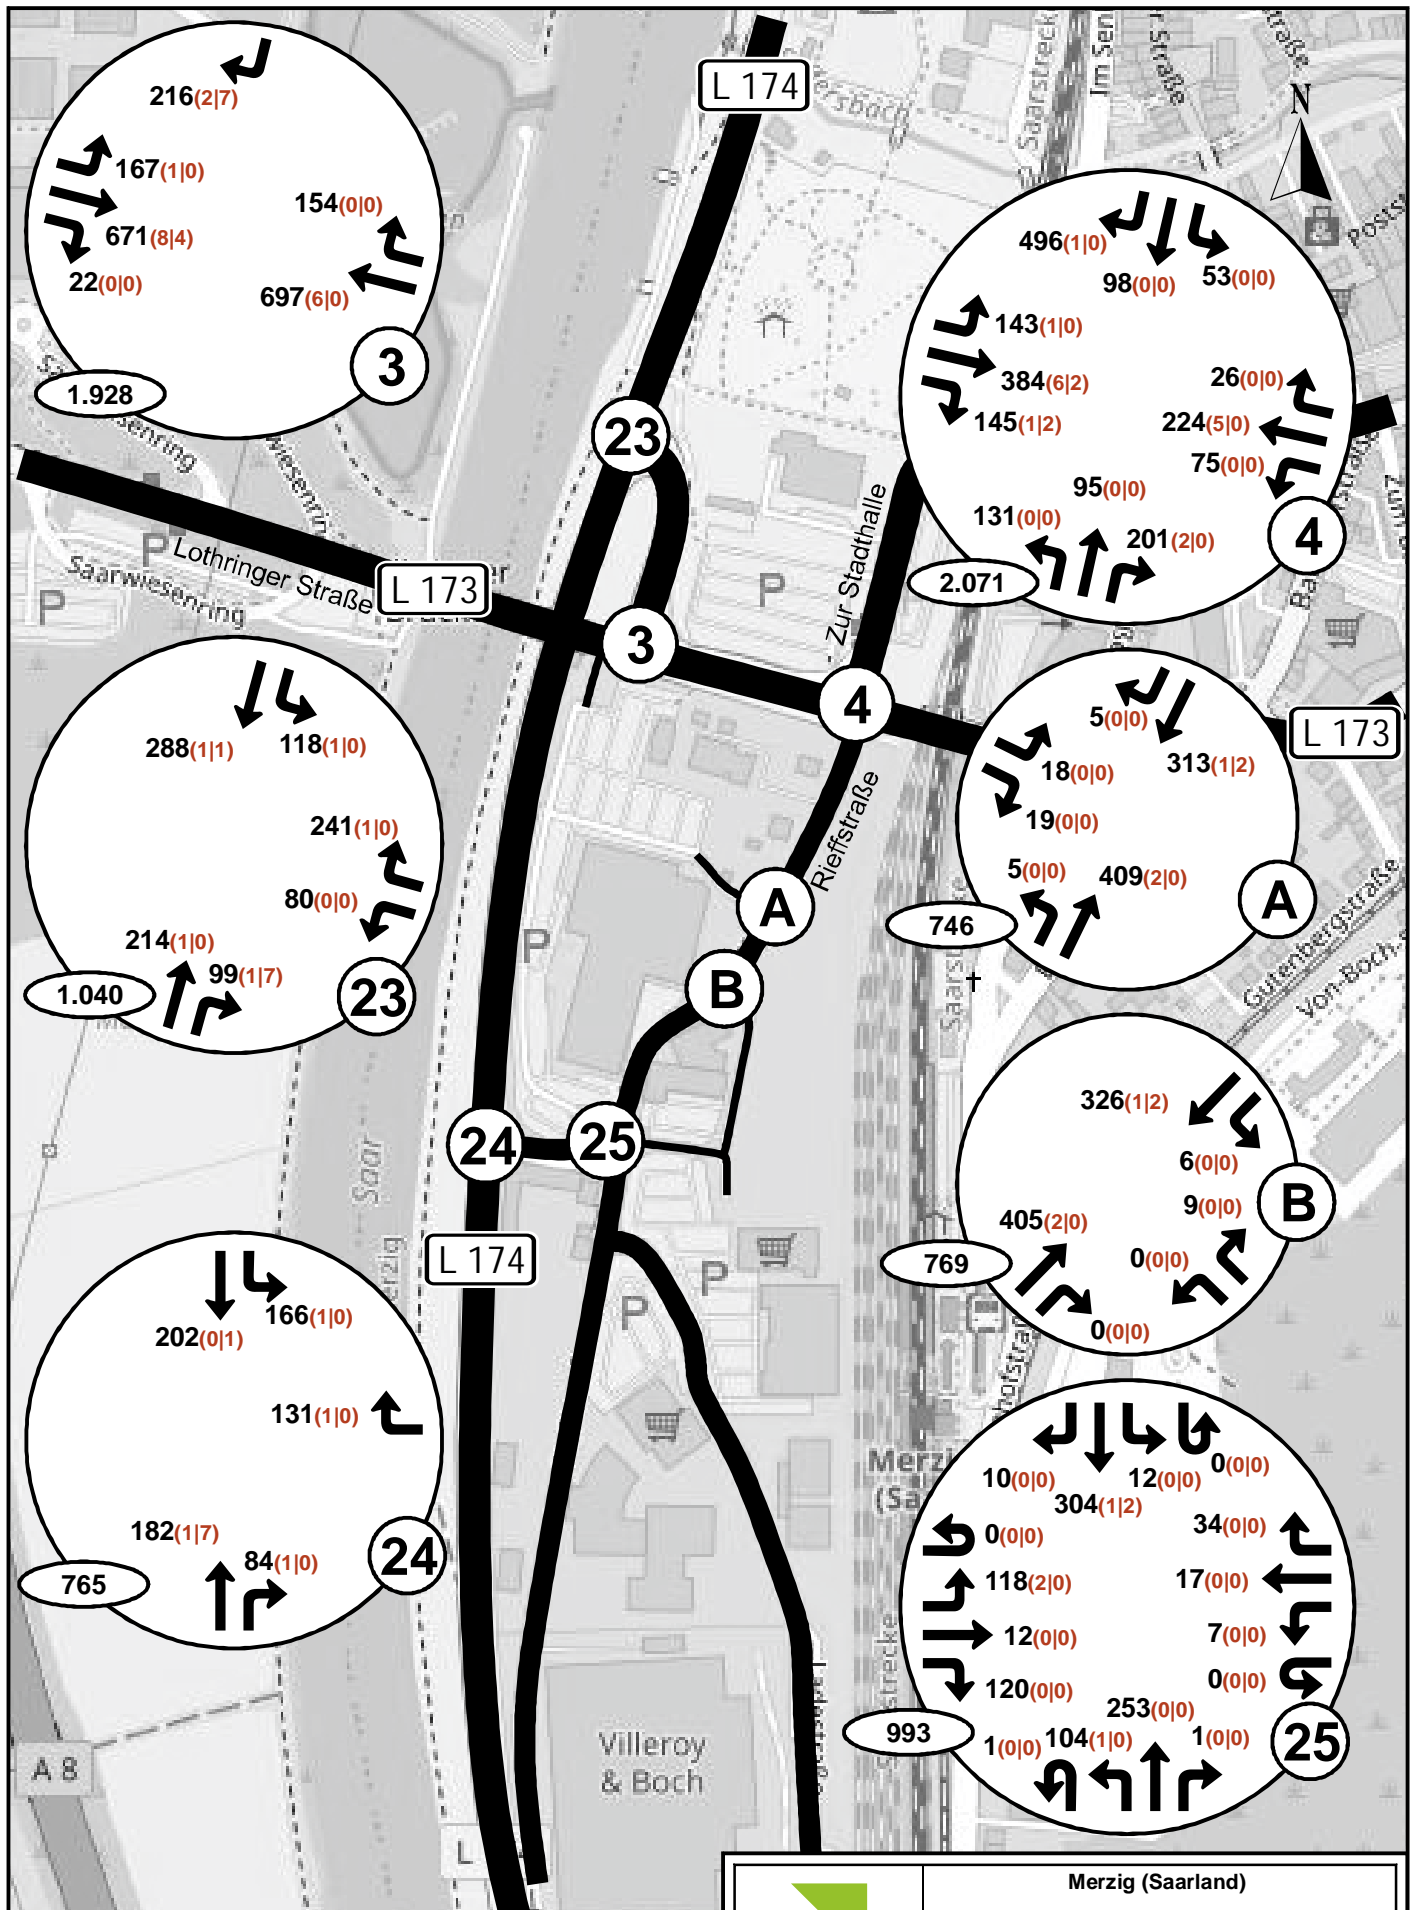 216(2|7)
167(1|0)
671(8|4)
22(0|0)
154(0|0)
697(6|0)
3
1.928
L 174
N
Im Sen
Saarstrecke
496(1|0)
98(0|0)
53(0|0)
143(1|0)
384(6|2)
145(1|2)
26(0|0)
224(5|0)
75(0|0)
95(0|0)
131(0|0)
201(2|0)
4
2.071
23
Zur Stadthalle
P
Lothringer Straße
Saarwiesenring
P
P
L 173
3
4
L 173
288(1|1)
118(1|0)
241(1|0)
80(0|0)
214(1|0)
99(1|7)
23
1.040
5(0|0)
313(1|2)
18(0|0)
19(0|0)
5(0|0)
409(2|0)
A
746
Rieffstraße
A
B
P
Gutenbergstraße
Von-Boch-
326(1|2)
6(0|0)
9(0|0)
405(2|0)
0(0|0)
0(0|0)
B
769
24
25
Saar
L 174
P
P
202(0|1)
166(1|0)
131(1|0)
182(1|7)
84(1|0)
24
765
10(0|0)
304(1|2)
12(0|0)
0(0|0)
0(0|0)
118(2|0)
12(0|0)
120(0|0)
34(0|0)
17(0|0)
7(0|0)
0(0|0)
253(0|0)
1(0|0)
104(1|0)
1(0|0)
25
993
Villeroy
& Boch
A 8
L
Merzig (Saarland)